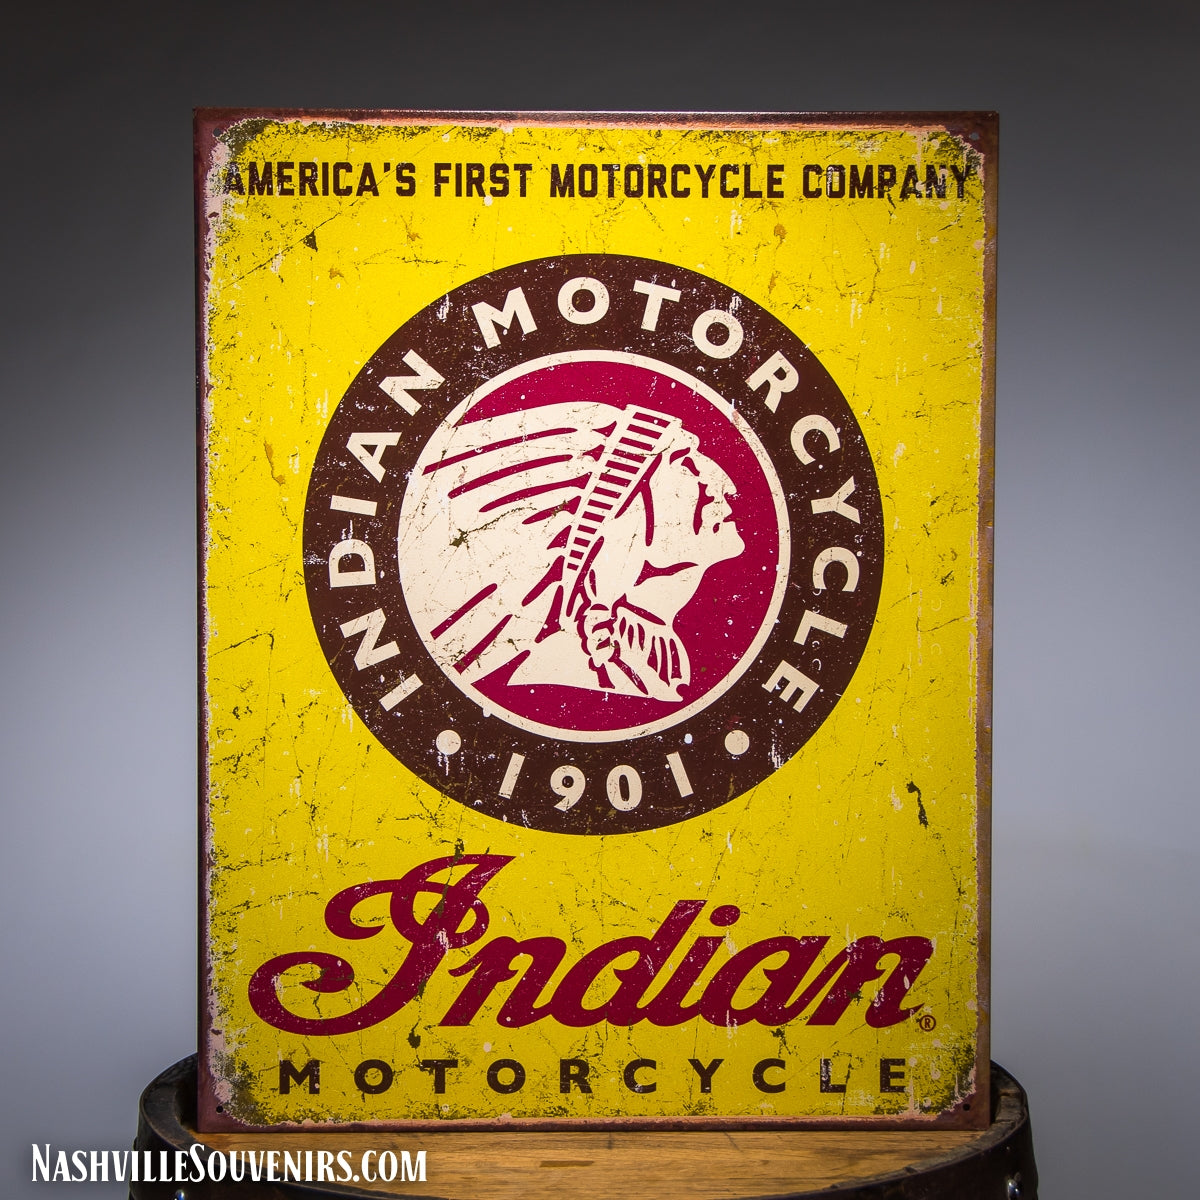 AMERICA'S FIRST MOTORCYCLE COMPANY
INDIAN MOTORCYCLE
• 1901 •
Indian®
MOTORCYCLE
NASHVILLESOUVENIRS.COM